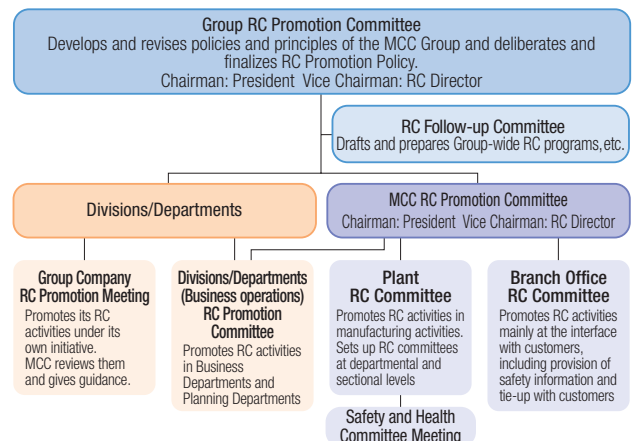 Group RC Promotion Committee
Develops and revises policies and principles of the MCC Group and deliberates and
finalizes RC Promotion Policy.
Chairman: President Vice Chairman: RC Director
RC Follow-up Committee
Drafts and prepares Group-wide RC programs,etc.
Divisions/Departments
MCC RC Promotion Committee
Chairman: President Vice Chairman: RC Director
Group Company
RC Promotion Meeting
Promotes its RC
activities under its
own initiative.
MCC reviews them
and gives guidance.
Divisions/Departments
(Business operations)
RC Promotion
Committee
Promotes RC activities
in Business
Departments and
Planning Departments
Plant
RC Committee
Promotes RC activities in
manufacturing activities.
Sets up RC committees
at departmental and
sectional levels
Branch Office
RC Committee
Promotes RC activities
mainly at the interface
with customers,
including provision of
safety information and
tie-up with customers
Safety and Health
Committee Meeting